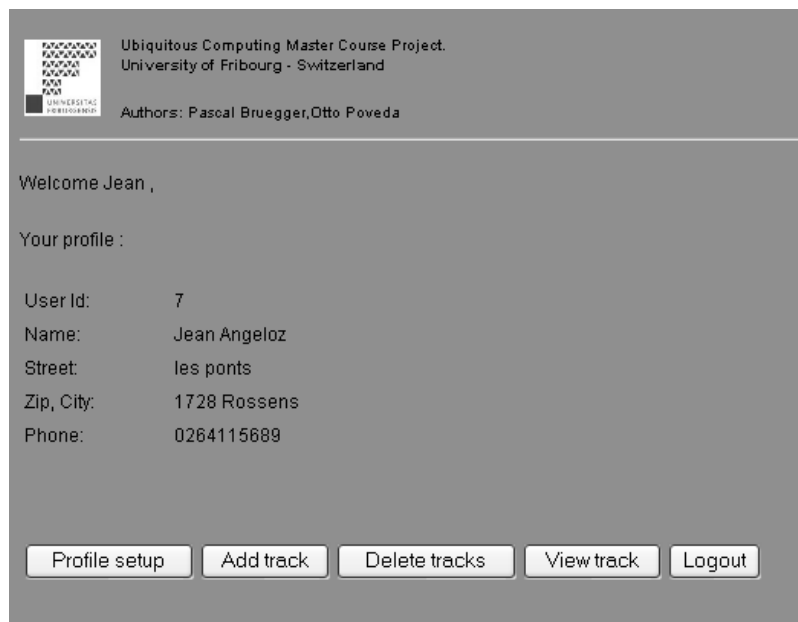 Ubiquitous Computing Master Course Project.
University of Fribourg - Switzerland
UNIVERSITAS
FRIBURGENSIS
Authors: Pascal Bruegger,Otto Poveda
Welcome Jean ,
Your profile :
User Id: 7
Name: Jean Angeloz
Street: les ponts
Zip, City: 1728 Rossens
Phone: 0264115689
Profile setup Add track Delete tracks View track Logout